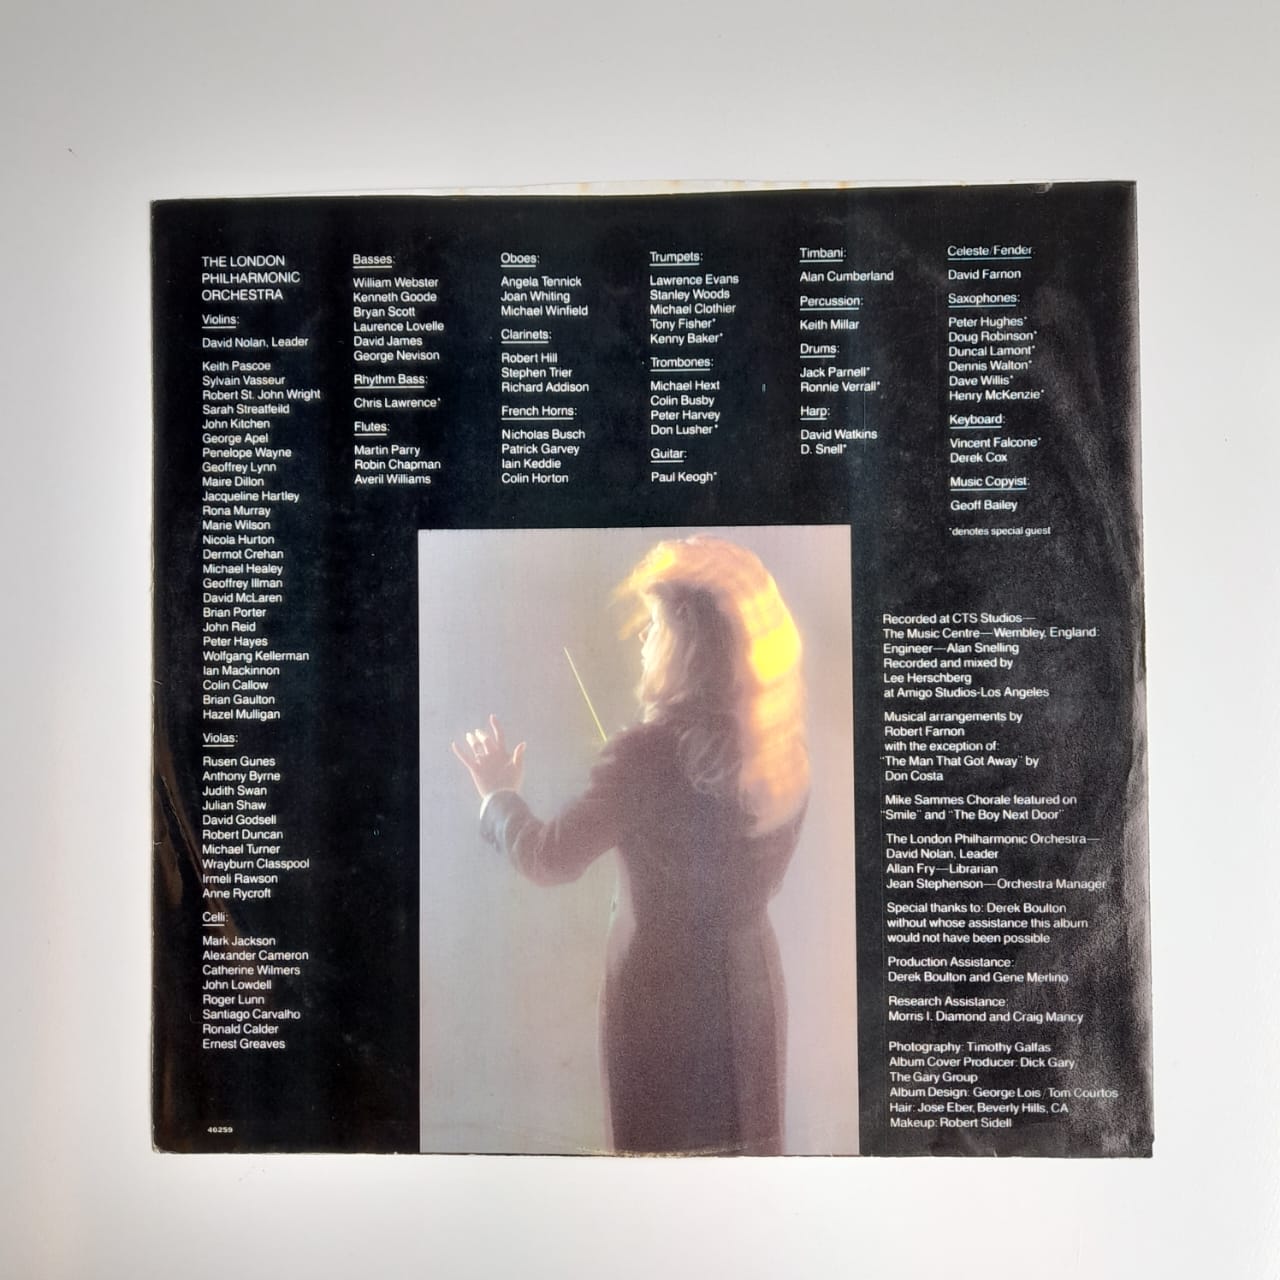 THE LONDON
PHILHARMONIC
ORCHESTRA
Violins:
David Nolan, Leader
Keith Pascoe
Sylvain Vasseur
Robert St. John Wright
Sarah Streatfeild
John Kitchen
George Apel
Penelope Wayne
Geoffrey Lynn
Maire Dillon
Jacqueline Hartley
Rona Murray
Marie Wilson
Nicola Hurton
Dermot Crehan
Michael Healey
Geoffrey Illman
David McLaren
Brian Porter
John Reid
Peter Hayes
Wolfgang Kellerman
Ian Mackinnon
Colin Callow
Brian Gaulton
Hazel Mulligan
Violas:
Rusen Gunes
Anthony Byrne
Judith Swan
Julian Shaw
David Godsell
Robert Duncan
Michael Turner
Wrayburn Classpool
Irmeli Rawson
Anne Rycroft
Celli:
Mark Jackson
Alexander Cameron
Catherine Wilmers
John Lowdell
Roger Lunn
Santiago Carvalho
Ronald Calder
Ernest Greaves
46259
Basses:
William Webster
Kenneth Goode
Bryan Scott
Laurence Lovelle
David James
George Nevison
Rhythm Bass:
Chris Lawrence*
Flutes:
Martin Parry
Robin Chapman
Averil Williams
Oboes:
Angela Tennick
Joan Whiting
Michael Winfield
Clarinets:
Robert Hill
Stephen Trier
Richard Addison
French Horns:
Nicholas Busch
Patrick Garvey
Iain Keddie
Colin Horton
Trumpets:
Lawrence Evans
Stanley Woods
Michael Clothier
Tony Fisher*
Kenny Baker*
Trombones:
Michael Hext
Colin Busby
Peter Harvey
Don Lusher*
Guitar:
Paul Keogh*
Timbani:
Alan Cumberland
Percussion:
Keith Millar
Drums:
Jack Parnell*
Ronnie Verrall*
Harp:
David Watkins
D. Snell*
Celeste/Fender:
David Farnon
Saxophones:
Peter Hughes*
Doug Robinson*
Duncal Lamont*
Dennis Walton*
Dave Willis*
Henry McKenzie*
Keyboard:
Vincent Falcone*
Derek Cox
Music Copyist:
Geoff Bailey
*denotes special guest
Recorded at CTS Studios—
The Music Centre—Wembley, England:
Engineer—Alan Snelling
Recorded and mixed by
Lee Herschberg
at Amigo Studios-Los Angeles
Musical arrangements by
Robert Farnon
with the exception of:
"The Man That Got Away" by
Don Costa
Mike Sammes Chorale featured on
"Smile" and "The Boy Next Door"
The London Philharmonic Orchestra—
David Nolan, Leader
Allan Fry—Librarian
Jean Stephenson—Orchestra Manager
Special thanks to: Derek Boulton
without whose assistance this album
would not have been possible
Production Assistance:
Derek Boulton and Gene Merlino
Research Assistance:
Morris I. Diamond and Craig Mancy
Photography: Timothy Galfas
Album Cover Producer: Dick Gary
The Gary Group
Album Design: George Lois/Tom Courtos
Hair: Jose Eber, Beverly Hills, CA
Makeup: Robert Sidell